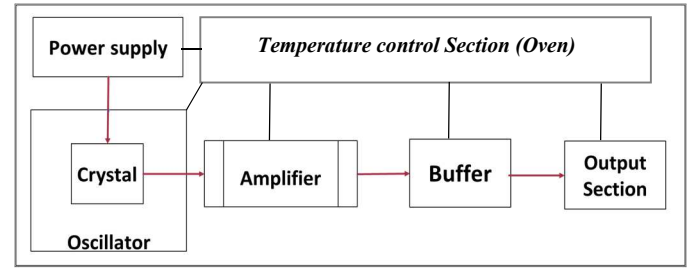 Power supply
Temperature control Section (Oven)
Crystal
Amplifier
Buffer
Output
Section
Oscillator